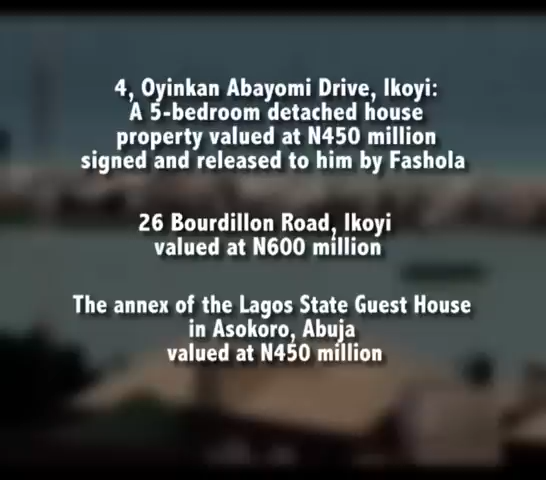 4, Oyinkan Abayomi Drive, Ikoyi:
A 5-bedroom detached house
property valued at N450 million
signed and released to him by Fashola
26 Bourdillon Road, Ikoyi
valued at N600 million
The annex of the Lagos State Guest House
in Asokoro, Abuja
valued at N450 million